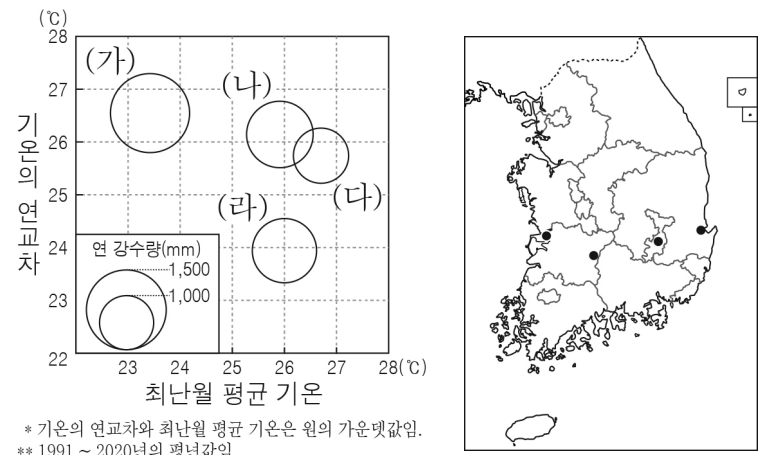 (℃)
28
27
26
25
24
23
22
기온의 연교차
(가)
(나)
(다)
(라)
연 강수량(mm)
1,500
1,000
23 24 25 26 27 28(℃)
최난월 평균 기온
* 기온의 연교차와 최난월 평균 기온은 원의 가운뎃값임.
** 1991 ~ 2020년의 평년값임.